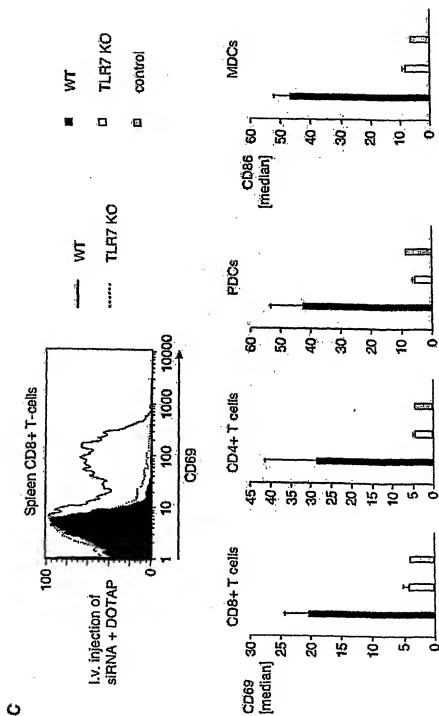 C
Spleen CD8+ T-cells
I.v. injection of
siRNA + DOTAP
100
0
1 10 100 1000 10000
CD69
WT
TLR7 KO
WT
TLR7 KO
control
CD8+ T cells
CD69
[median]
30
25
20
15
10
5
0
CD4+ T cells
45
40
35
30
25
20
15
10
5
0
PDCs
60
50
40
30
20
10
0
MDCs
CD86
[median]
60
50
40
30
20
10
0